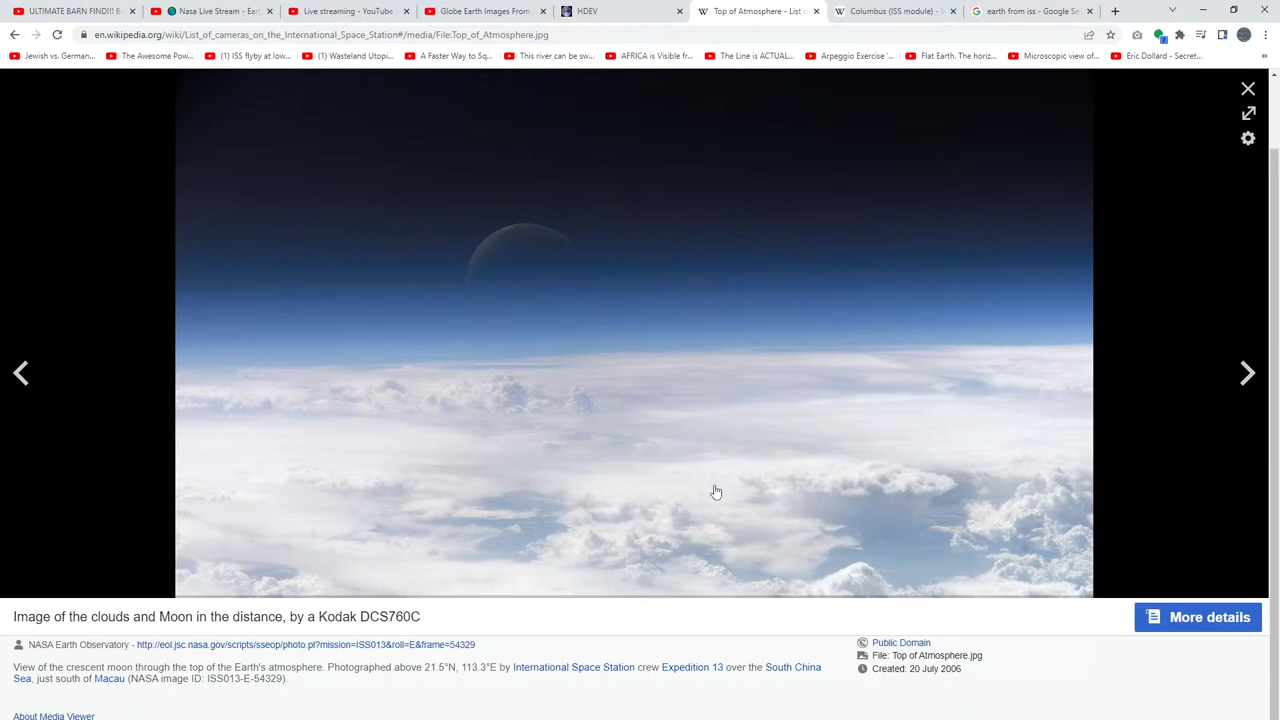 ULTIMATE BARN FIND!!! B
Nasa Live Stream - Ear
Live streaming - YouTube
Globe Earth Images From
HDEV
Top of Atmosphere - List o
Columbus (ISS module) -
earth from iss - Google Se
en.wikipedia.org/wiki/List_of_cameras_on_the_International_Space_Station#/media/File:Top_of_Atmosphere.jpg
7
Jewish vs. German...
The Awesome Pow...
(1) ISS flyby at low...
(1) Wasteland Utopi...
A Faster Way to Sq...
This river can be sw...
AFRICA is Visible fr...
The Line is ACTUAL...
Arpeggio Exercise '...
Flat Earth. The horiz...
Microscopic view of...
Eric Dollard - Secret...
Image of the clouds and Moon in the distance, by a Kodak DCS760C
More details
NASA Earth Observatory - http://eol.jsc.nasa.gov/scripts/sseop/photo.pl?mission=ISS013&roll=E&frame=54329
View of the crescent moon through the top of the Earth's atmosphere. Photographed above 21.5°N, 113.3°E by International Space Station crew Expedition 13 over the South China
Sea, just south of Macau (NASA image ID: ISS013-E-54329).
Public Domain
File: Top of Atmosphere.jpg
Created: 20 July 2006
About Media Viewer